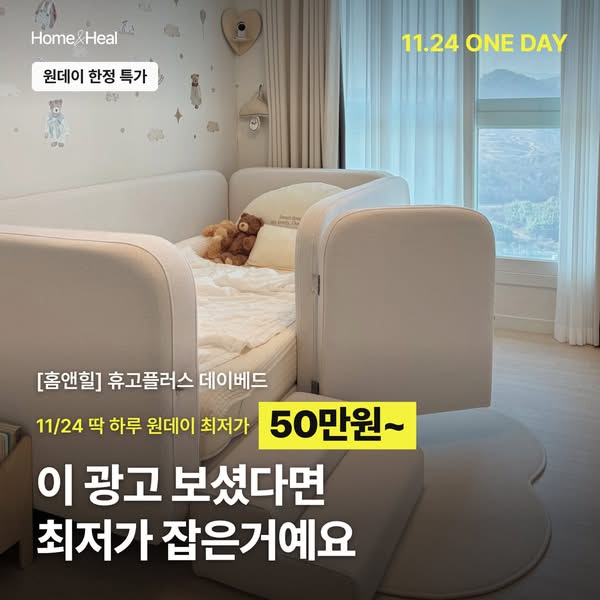 Home&Heal
11.24 ONE DAY
원데이 한정 특가
[홈앤힐] 휴고플러스 데이베드
11/24 딱 하루 원데이 최저가 50만원~
이 광고 보셨다면
최저가 잡은거예요